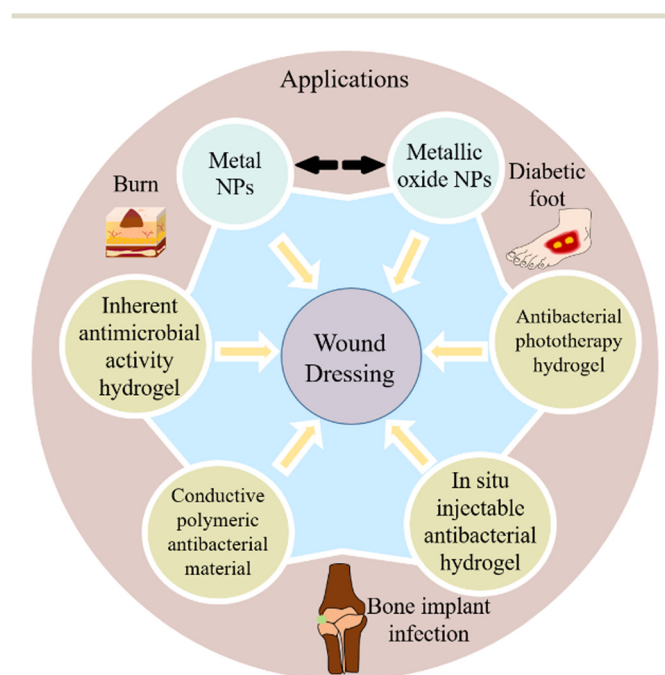 Applications
Metal
NPs
Metallic
oxide NPs
Burn
Diabetic
foot
Inherent
antimicrobial
activity hydrogel
Wound
Dressing
Antibacterial
phototherapy
hydrogel
Conductive
polymeric
antibacterial
material
In situ
injectable
antibacterial
hydrogel
Bone implant
infection